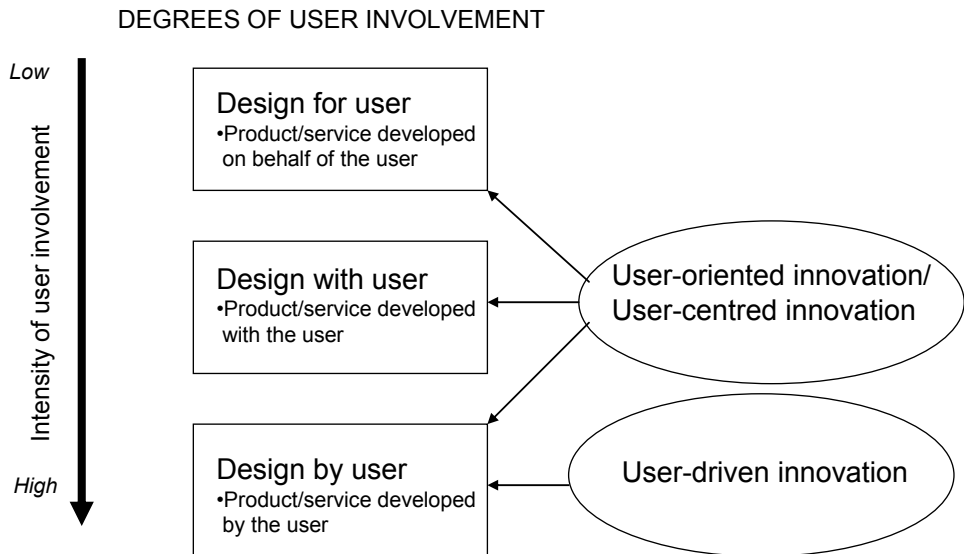 DEGREES OF USER INVOLVEMENT
Low
Intensity of user involvement
High
Design for user
•Product/service developed
on behalf of the user
Design with user
•Product/service developed
with the user
Design by user
•Product/service developed
by the user
User-oriented innovation/
User-centred innovation
User-driven innovation